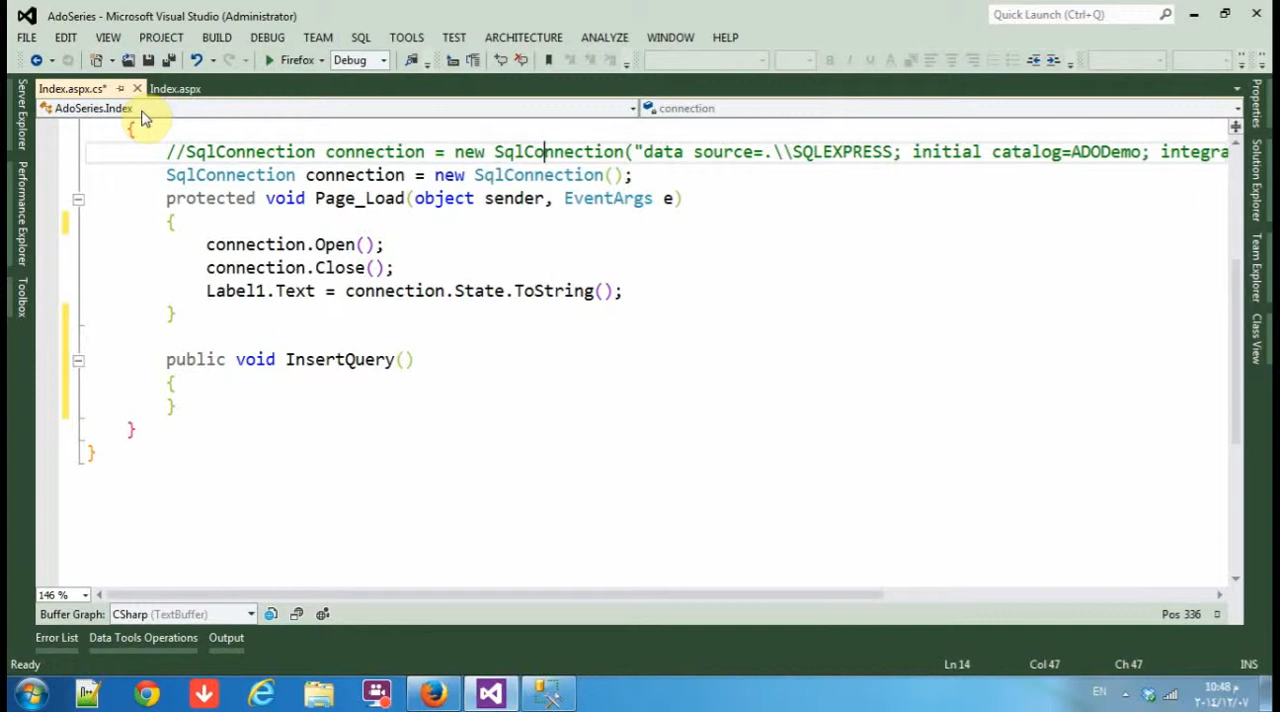 AdoSeries - Microsoft Visual Studio (Administrator)
Quick Launch (Ctrl+Q)
FILE EDIT VIEW PROJECT BUILD DEBUG TEAM SQL TOOLS TEST ARCHITECTURE ANALYZE WINDOW HELP
Firefox Debug
Index.aspx.cs* Index.aspx
AdoSeries.Index connection
{
//SqlConnection connection = new SqlConnection("data source=.\\SQLEXPRESS; initial catalog=ADODemo; integra
SqlConnection connection = new SqlConnection();
protected void Page_Load(object sender, EventArgs e)
{
connection.Open();
connection.Close();
Label1.Text = connection.State.ToString();
}
public void InsertQuery()
{
}
}
}
146 %
Buffer Graph: CSharp (TextBuffer) Pos 336
Error List Data Tools Operations Output
Ready Ln 14 Col 47 Ch 47 INS
EN 10:48 م
٢٠١٤/١٢/٠٧
Server Explorer
Performance Explorer
Toolbox
Properties
Solution Explorer
Team Explorer
Class View